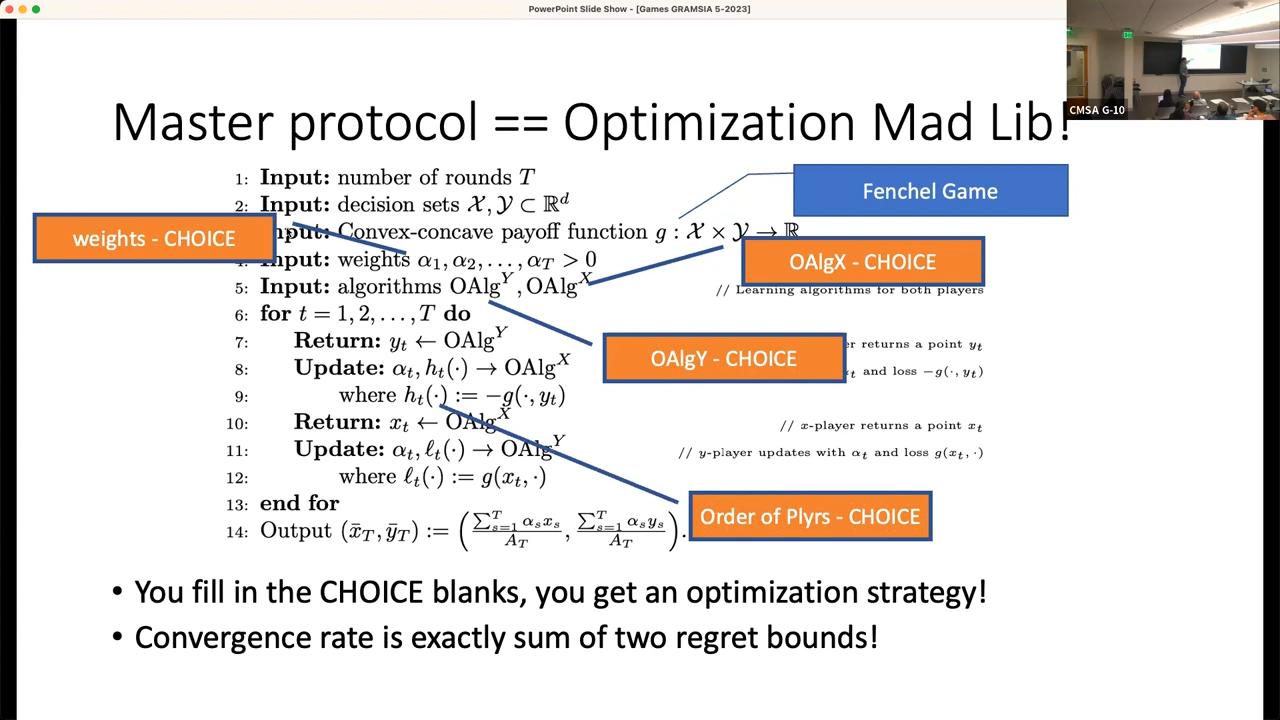 PowerPoint Slide Show - [Games GRAMSIA 5-2023]
CMSA G-10
Master protocol == Optimization Mad Lib!
1: Input: number of rounds T
2: Input: decision sets 𝒳, 𝒴 ⊂ ℝ^d
Fenchel Game
put: Convex-concave payoff function g : 𝒳 × 𝒴 → ℝ
weights - CHOICE
4: Input: weights α_1, α_2, . . . , α_T > 0
OAlgX - CHOICE
5: Input: algorithms OAlg^Y, OAlg^X // Learning algorithms for both players
6: for t = 1, 2, . . . , T do
7: Return: y_t ← OAlg^Y er returns a point y_t
OAlgY - CHOICE
8: Update: α_t, h_t(·) → OAlg^X α_t and loss −g(·, y_t)
9: where h_t(·) := −g(·, y_t)
10: Return: x_t ← OAlg^X // x-player returns a point x_t
11: Update: α_t, ℓ_t(·) → OAlg^Y // y-player updates with α_t and loss g(x_t, ·)
12: where ℓ_t(·) := g(x_t, ·)
13: end for
Order of Plyrs - CHOICE
14: Output (x̄_T, ȳ_T) := (∑_{s=1}^T α_s x_s / A_T, ∑_{s=1}^T α_s y_s / A_T).
• You fill in the CHOICE blanks, you get an optimization strategy!
• Convergence rate is exactly sum of two regret bounds!